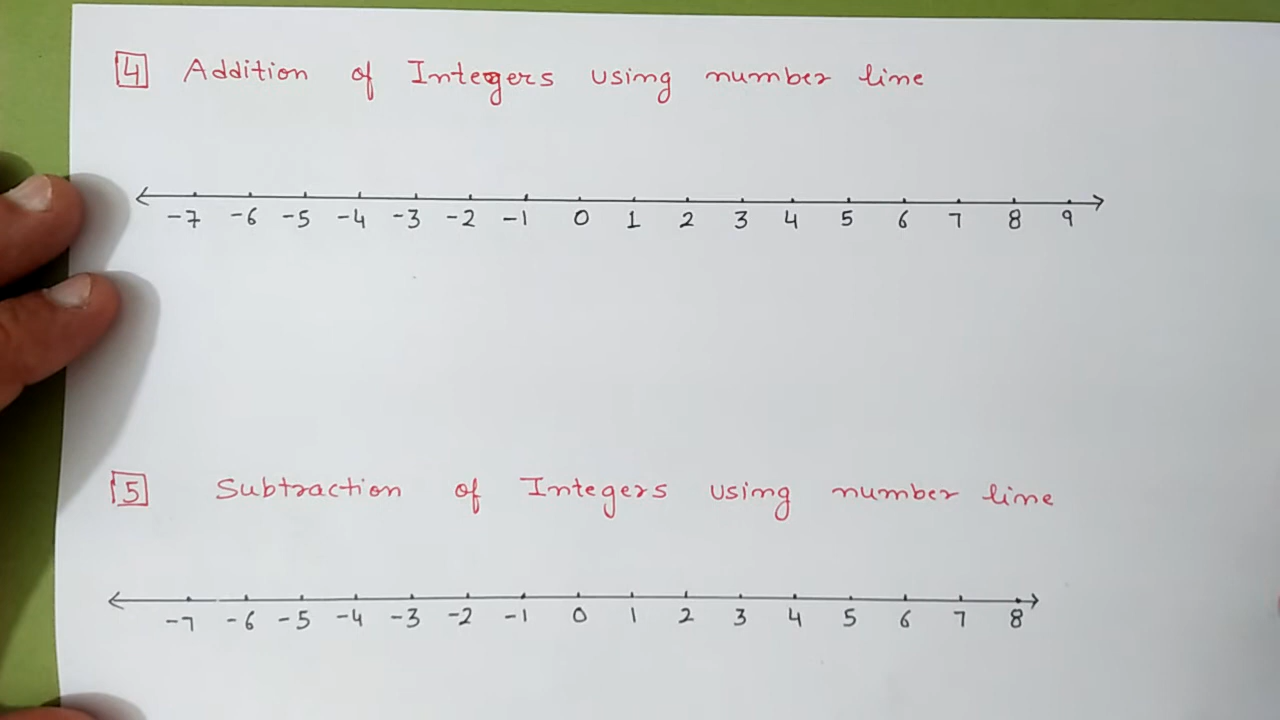 4 Addition of Integers using number line
-7 -6 -5 -4 -3 -2 -1 0 1 2 3 4 5 6 7 8 9
5 Subtraction of Integers using number line
-7 -6 -5 -4 -3 -2 -1 0 1 2 3 4 5 6 7 8